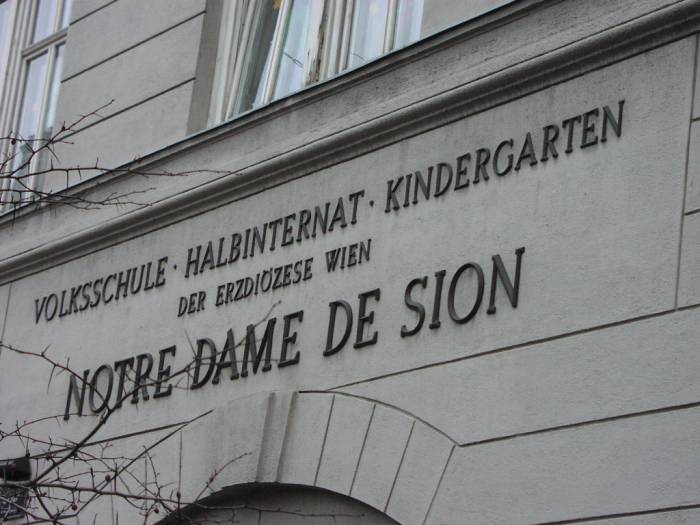 VOLKSSCHULE · HALBINTERNAT · KINDERGARTEN
DER ERZDIÖZESE WIEN
NOTRE DAME DE SION